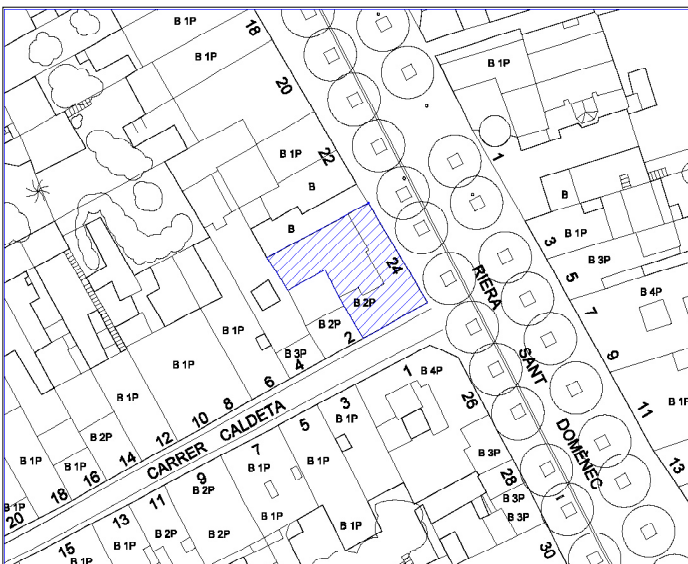 B 1P
18
B 1P
B 1P
20
B 1P
22
1
B
B
B
3
B 1P
B 3P
5
24
RIERA
B 4P
7
B 2P
B 2P
2
B 1P
B 3P
4
9
SANT
B 1P
6
8
1
B 4P
B 1P
10
3
26
B 1P
11
CARRER CALDETA
12
B 1P
5
DOMÈNEC
B 2P
14
7
B 3P
13
B 1P
B 1P
16
9
B 1P
B 1P
28
18
B 2P
11
B 3P
B 1P
20
13
B 1P
B 3P
B 1P
B 2P
B 2P
15
B 1P
B 1P
30